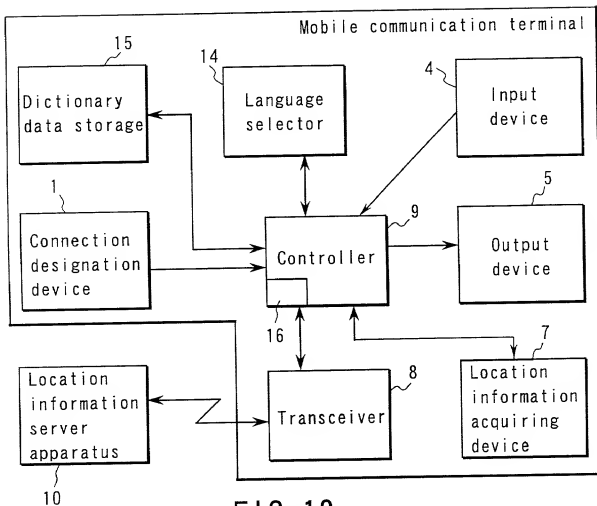 Mobile communication terminal
15
Dictionary
data storage
14
Language
selector
4
Input
device
1
Connection
designation
device
9
Controller
16
5
Output
device
Location
information
server
apparatus
10
8
Transceiver
7
Location
information
acquiring
device